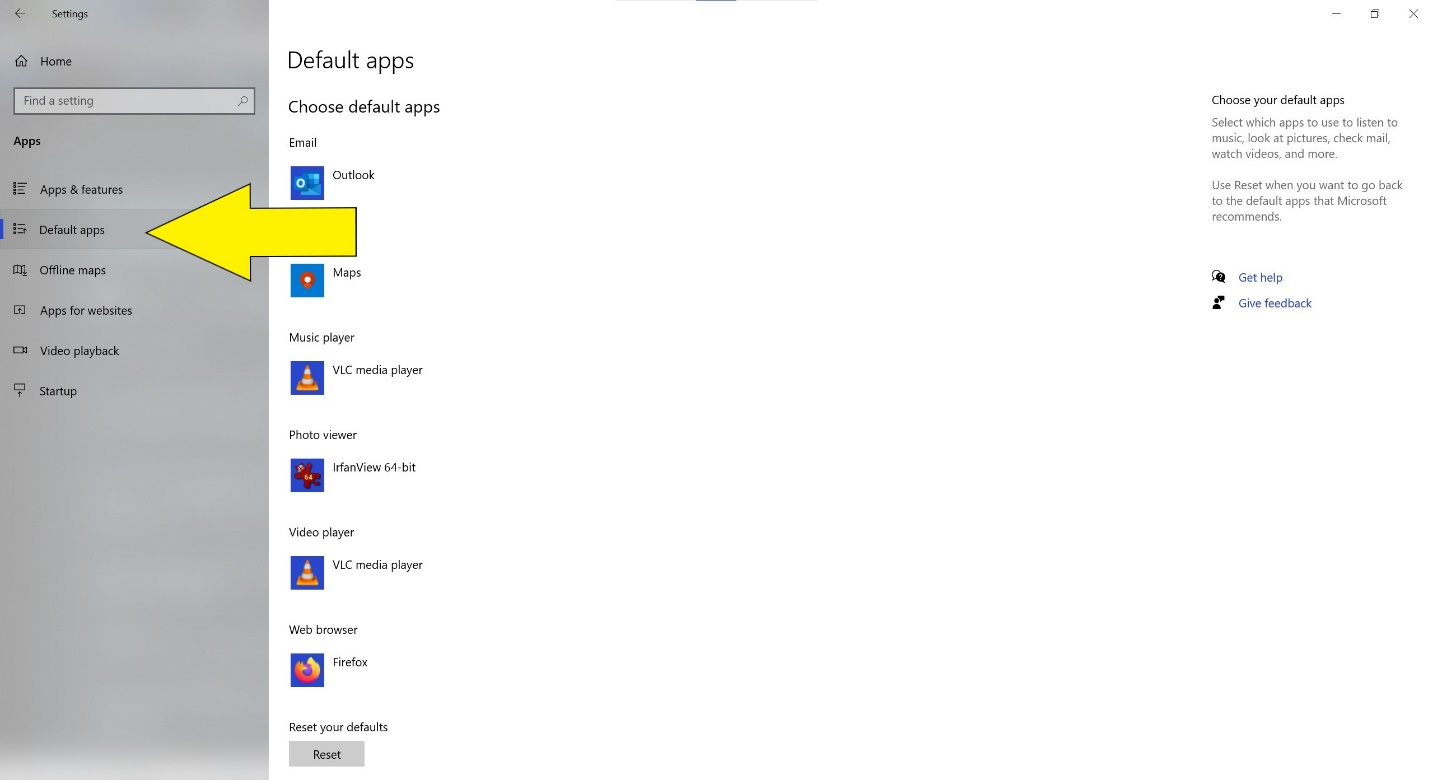 Settings
Home
Find a setting
Apps
Apps & features
Default apps
Offline maps
Apps for websites
Video playback
Startup
Default apps
Choose default apps
Email
Outlook
Maps
Music player
VLC media player
Photo viewer
64
IrfanView 64-bit
Video player
VLC media player
Web browser
Firefox
Reset your defaults
Reset
Choose your default apps
Select which apps to use to listen to
music, look at pictures, check mail,
watch videos, and more.
Use Reset when you want to go back
to the default apps that Microsoft
recommends.
Get help
Give feedback